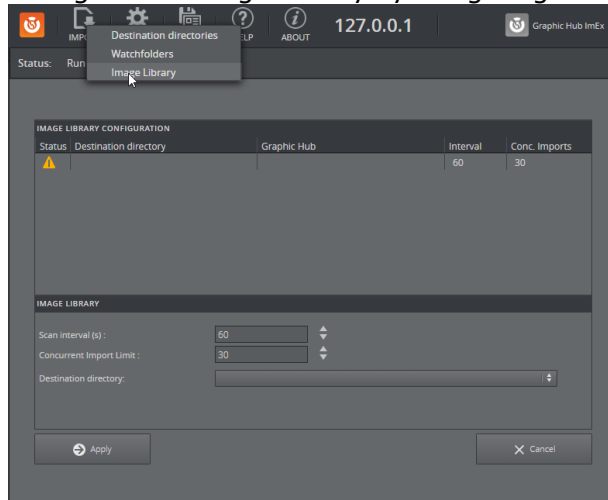 IMP
LP
ABOUT
127.0.0.1
Graphic Hub ImEx
Destination directories
Watchfolders
Image Library
Status: Run
IMAGE LIBRARY CONFIGURATION
Status Destination directory Graphic Hub Interval Conc. Imports
60 30
IMAGE LIBRARY
Scan interval (s) : 60
Concurrent Import Limit : 30
Destination directory:
Apply Cancel